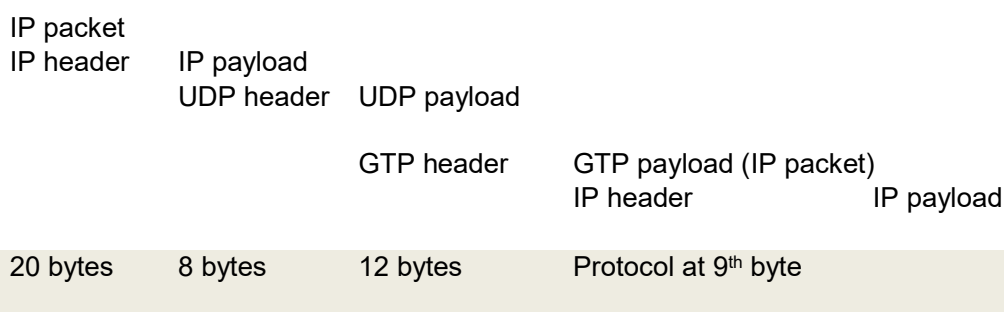 IP packet
IP header IP payload
UDP header UDP payload
GTP header GTP payload (IP packet)
IP header IP payload
20 bytes 8 bytes 12 bytes Protocol at 9th byte